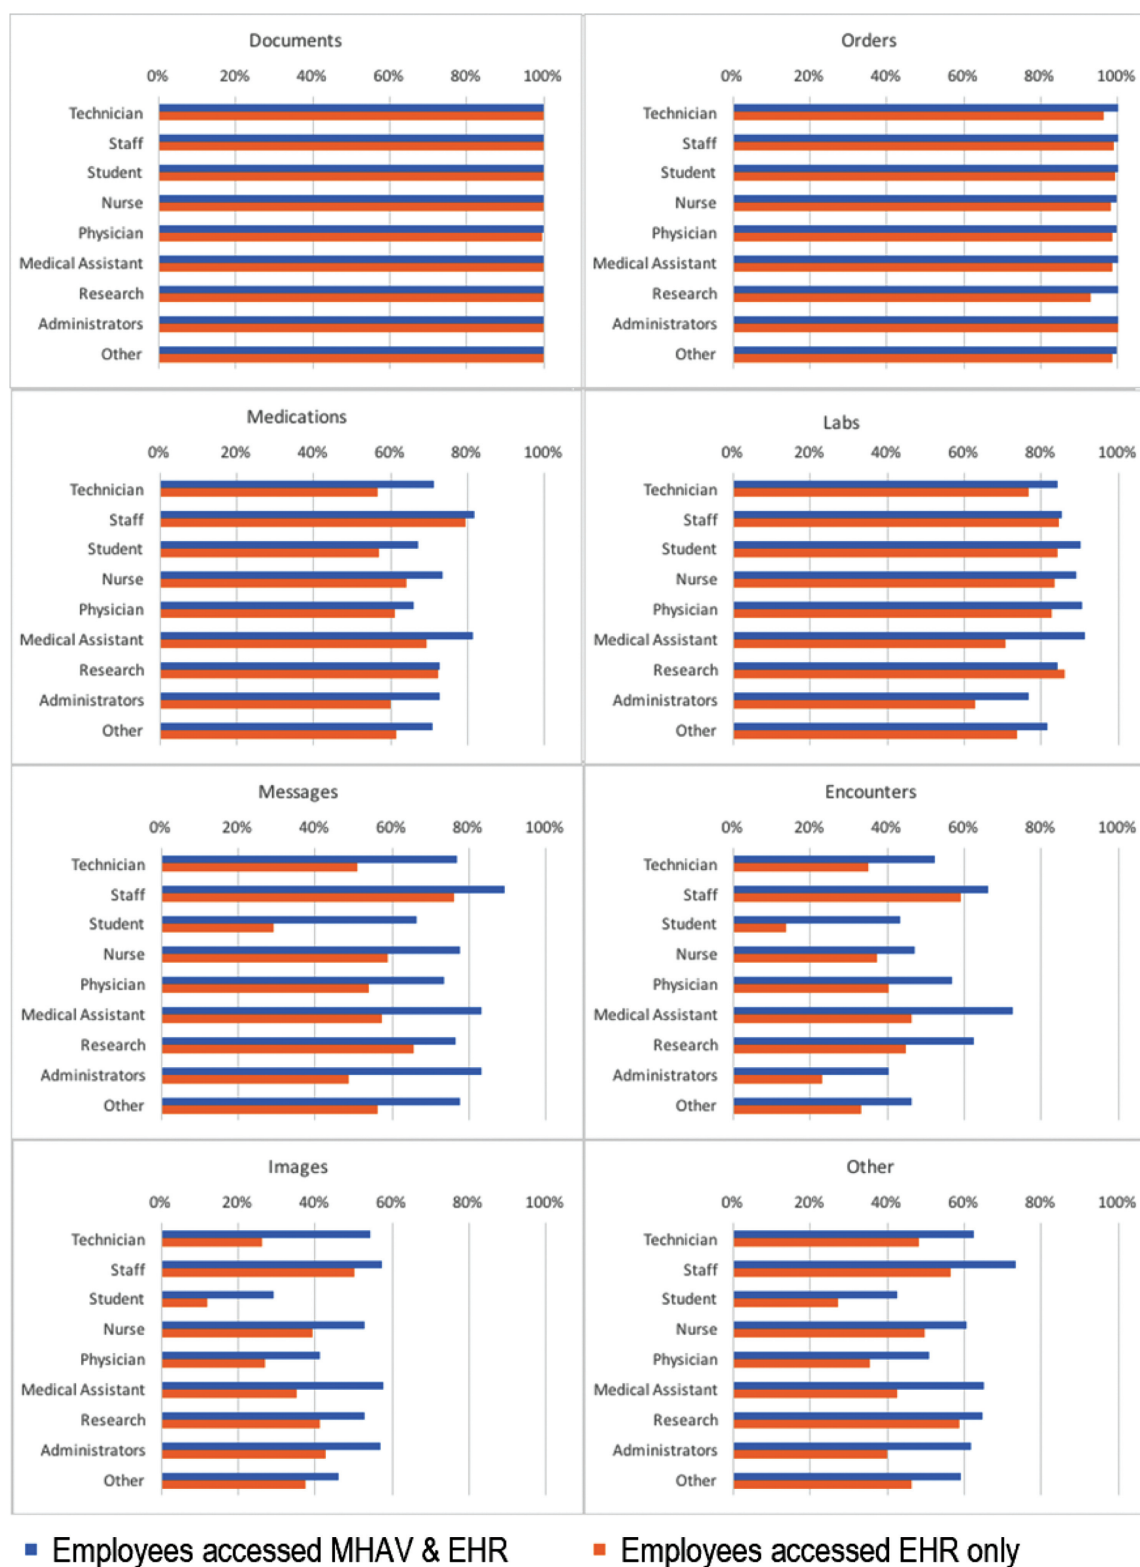 Documents
0% 20% 40% 60% 80% 100%
Technician
Staff
Student
Nurse
Physician
Medical Assistant
Research
Administrators
Other
Orders
0% 20% 40% 60% 80% 100%
Technician
Staff
Student
Nurse
Physician
Medical Assistant
Research
Administrators
Other
Medications
0% 20% 40% 60% 80% 100%
Technician
Staff
Student
Nurse
Physician
Medical Assistant
Research
Administrators
Other
Labs
0% 20% 40% 60% 80% 100%
Technician
Staff
Student
Nurse
Physician
Medical Assistant
Research
Administrators
Other
Messages
0% 20% 40% 60% 80% 100%
Technician
Staff
Student
Nurse
Physician
Medical Assistant
Research
Administrators
Other
Encounters
0% 20% 40% 60% 80% 100%
Technician
Staff
Student
Nurse
Physician
Medical Assistant
Research
Administrators
Other
Images
0% 20% 40% 60% 80% 100%
Technician
Staff
Student
Nurse
Physician
Medical Assistant
Research
Administrators
Other
Other
0% 20% 40% 60% 80% 100%
Technician
Staff
Student
Nurse
Physician
Medical Assistant
Research
Administrators
Other
Employees accessed MHAV & EHR
Employees accessed EHR only